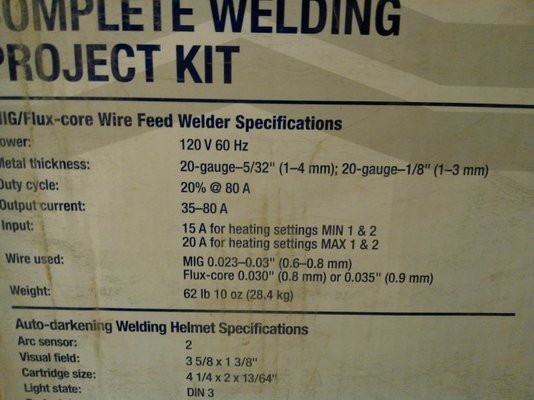 COMPLETE WELDING
PROJECT KIT
MIG/Flux-core Wire Feed Welder Specifications
Power: 120 V 60 Hz
Metal thickness: 20-gauge–5/32" (1–4 mm); 20-gauge–1/8" (1–3 mm)
Duty cycle: 20% @ 80 A
Output current: 35–80 A
Input: 15 A for heating settings MIN 1 & 2
20 A for heating settings MAX 1 & 2
Wire used: MIG 0.023–0.03" (0.6–0.8 mm)
Flux-core 0.030" (0.8 mm) or 0.035" (0.9 mm)
Weight: 62 lb 10 oz (28.4 kg)
Auto-darkening Welding Helmet Specifications
Arc sensor: 2
Visual field: 3 5/8 x 1 3/8"
Cartridge size: 4 1/4 x 2 x 13/64"
Light state: DIN 3